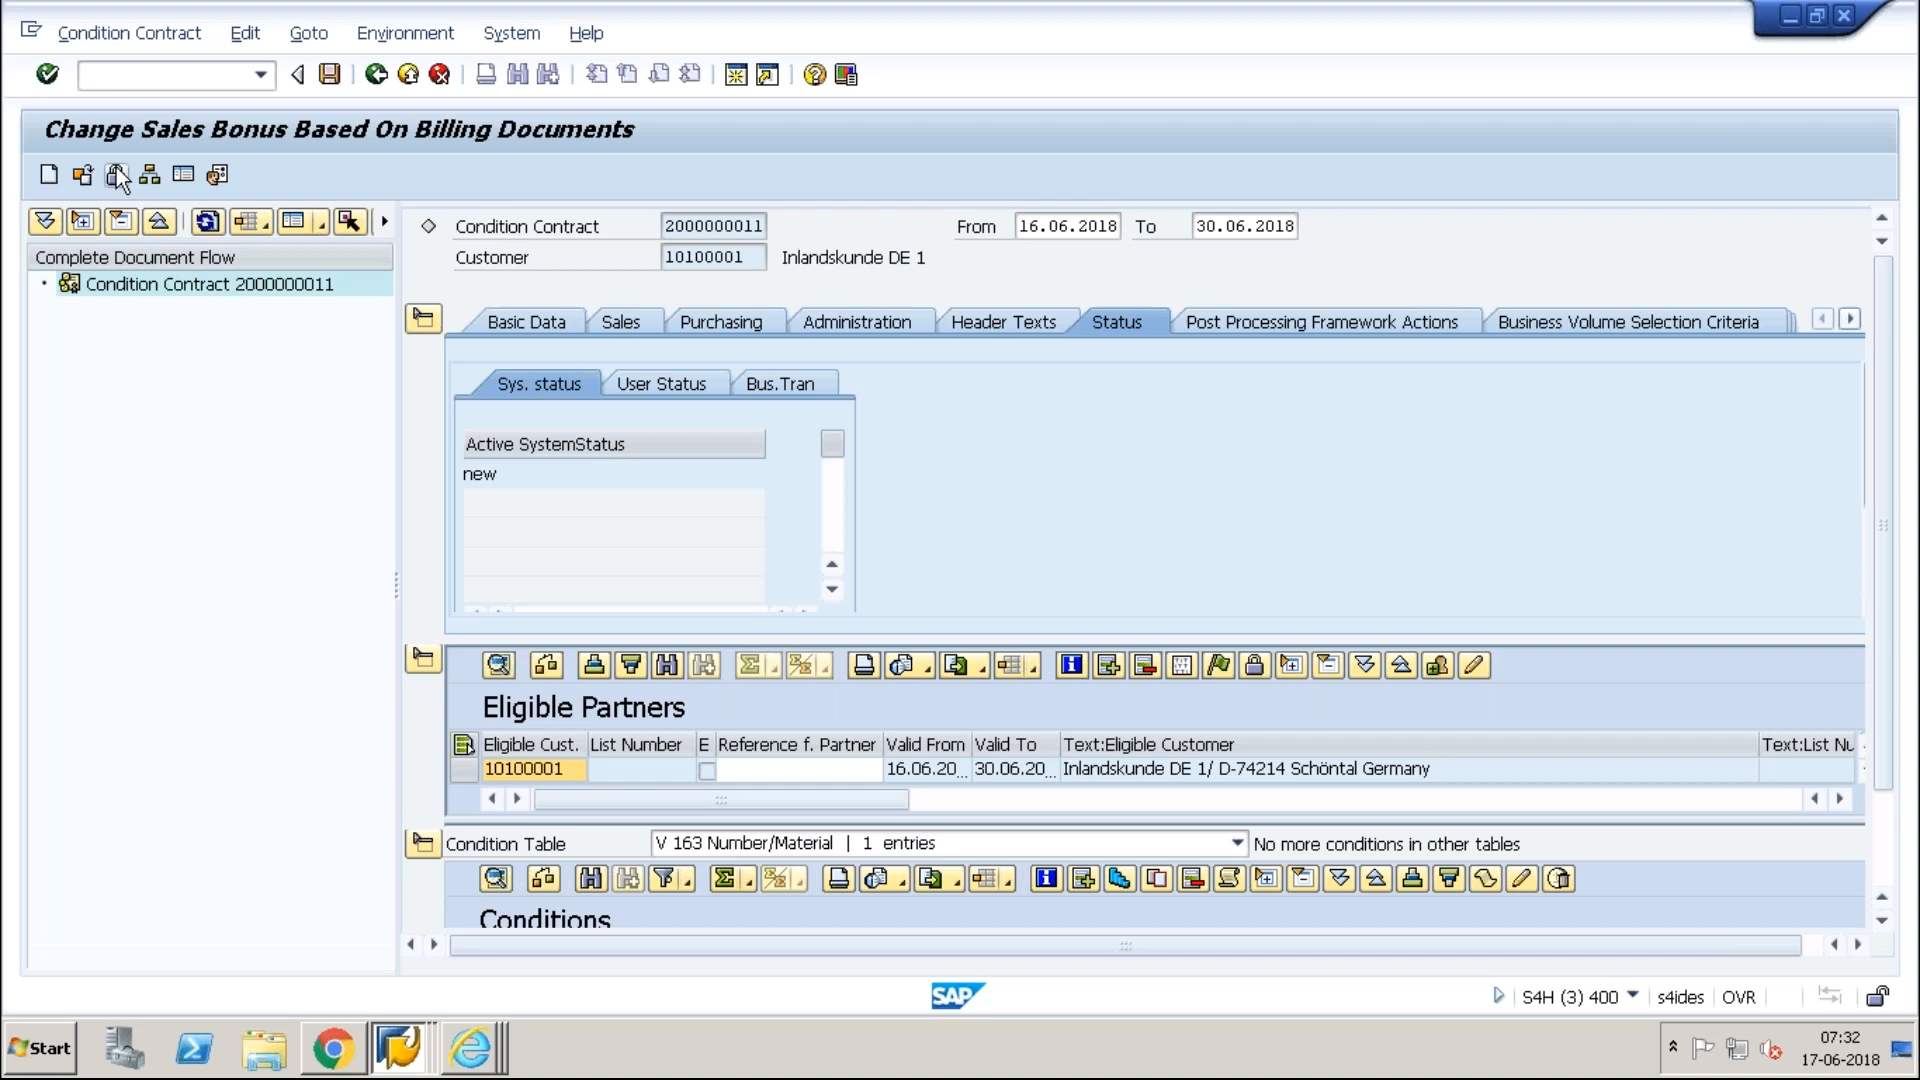 Condition Contract Edit Goto Environment System Help
Change Sales Bonus Based On Billing Documents
Complete Document Flow
Condition Contract 2000000011
Condition Contract 2000000011 From 16.06.2018 To 30.06.2018
Customer 10100001 Inlandskunde DE 1
Basic Data Sales Purchasing Administration Header Texts Status Post Processing Framework Actions Business Volume Selection Criteria
Sys. status User Status Bus.Tran
Active SystemStatus
new
Eligible Partners
Eligible Cust. List Number E Reference f. Partner Valid From Valid To Text:Eligible Customer Text:List Nu
10100001 16.06.20... 30.06.20... Inlandskunde DE 1/ D-74214 Schöntal Germany
Condition Table V 163 Number/Material | 1 entries No more conditions in other tables
Conditions
SAP S4H (3) 400 s4ides OVR
Start 07:32
17-06-2018